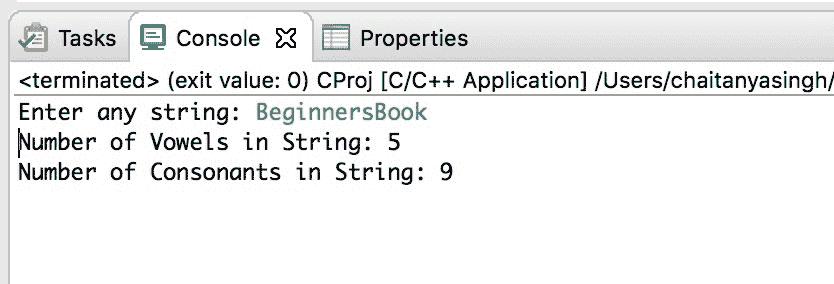 Tasks Console Properties
<terminated> (exit value: 0) CProj [C/C++ Application] /Users/chaitanyasingh/
Enter any string: BeginnersBook
Number of Vowels in String: 5
Number of Consonants in String: 9